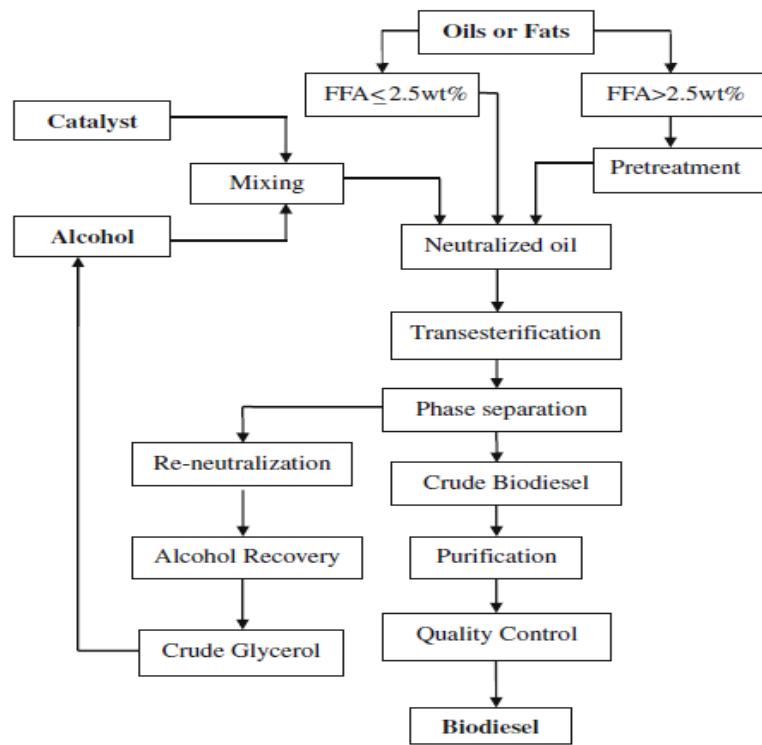 Oils or Fats
FFA≤2.5wt%
FFA>2.5wt%
Catalyst
Mixing
Pretreatment
Alcohol
Neutralized oil
Transesterification
Phase separation
Re-neutralization
Crude Biodiesel
Alcohol Recovery
Purification
Crude Glycerol
Quality Control
Biodiesel